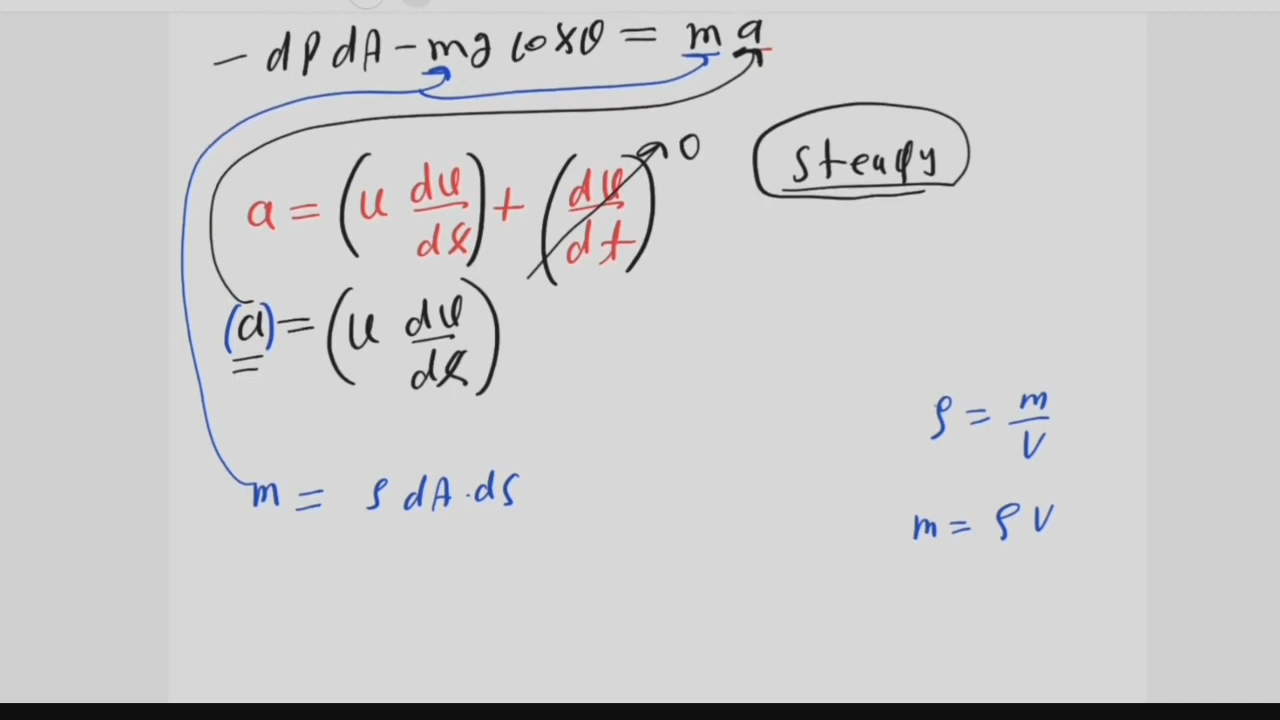 - dP dA - mg cosθ = m a
a = (u du/ds) + (du/dt) 0
steady
(a) = (u du/ds)
ρ = m/V
m = ρ dA . ds
m = ρ V